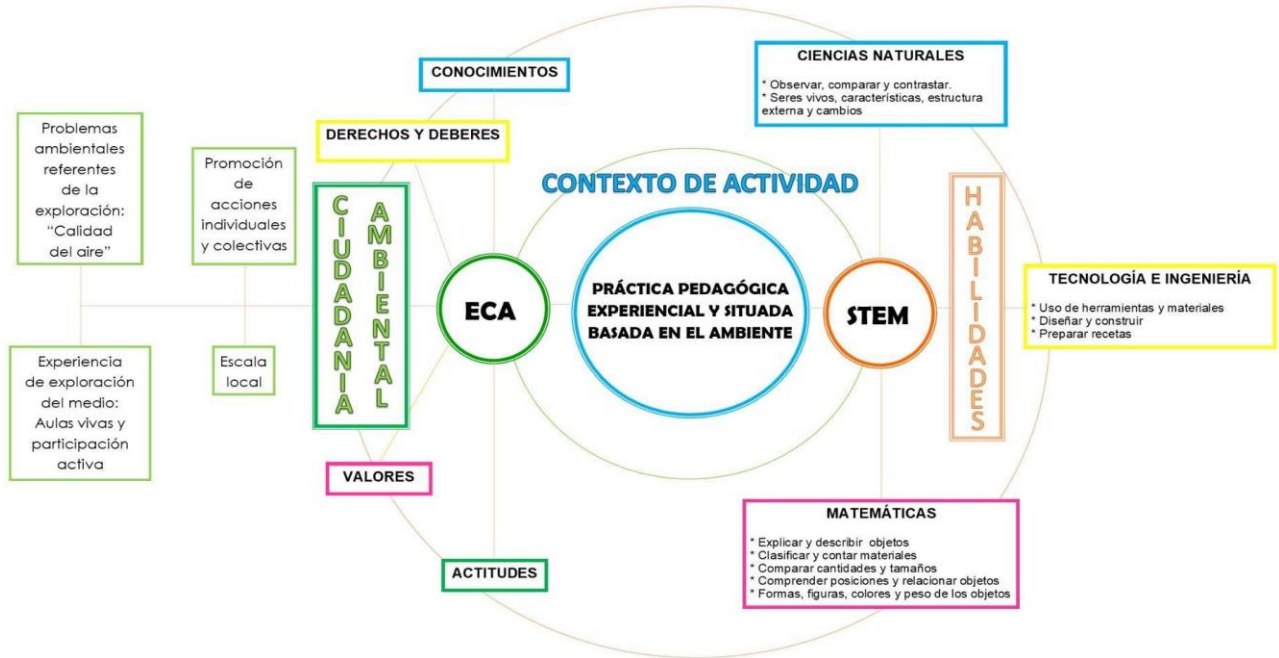 Problemas
ambientales
referentes
de la
exploración:
“Calidad
del aire”
Experiencia
de exploración
del medio:
Aulas vivas y
participación
activa
Promoción
de
acciones
individuales
y colectivas
Escala
local
CIUDADANIA
AMBIENTAL
CONOCIMIENTOS
DERECHOS Y DEBERES
VALORES
ACTITUDES
ECA
CONTEXTO DE ACTIVIDAD
PRÁCTICA PEDAGÓGICA
EXPERIENCIAL Y SITUADA
BASADA EN EL AMBIENTE
STEM
HABILIDADES
CIENCIAS NATURALES
* Observar, comparar y contrastar.
* Seres vivos, características, estructura
externa y cambios
TECNOLOGÍA E INGENIERÍA
* Uso de herramientas y materiales
* Diseñar y construir
* Preparar recetas
MATEMÁTICAS
* Explicar y describir objetos
* Clasificar y contar materiales
* Comparar cantidades y tamaños
* Comprender posiciones y relacionar objetos
* Formas, figuras, colores y peso de los objetos